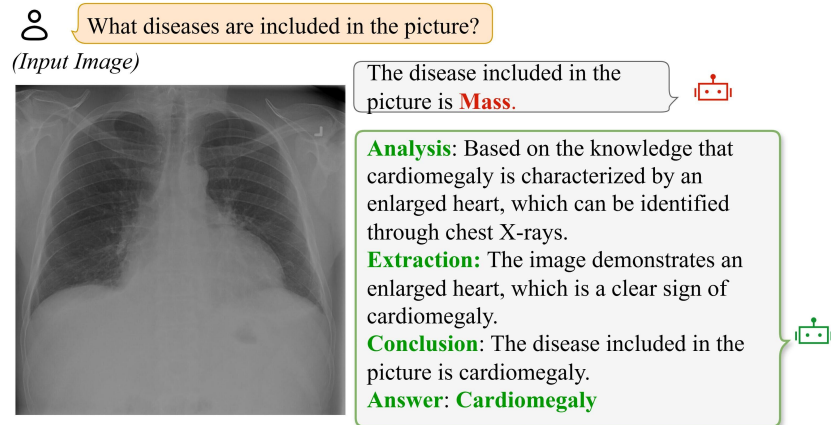 What diseases are included in the picture?
(Input Image)
The disease included in the
picture is Mass.
Analysis: Based on the knowledge that
cardiomegaly is characterized by an
enlarged heart, which can be identified
through chest X-rays.
Extraction: The image demonstrates an
enlarged heart, which is a clear sign of
cardiomegaly.
Conclusion: The disease included in the
picture is cardiomegaly.
Answer: Cardiomegaly